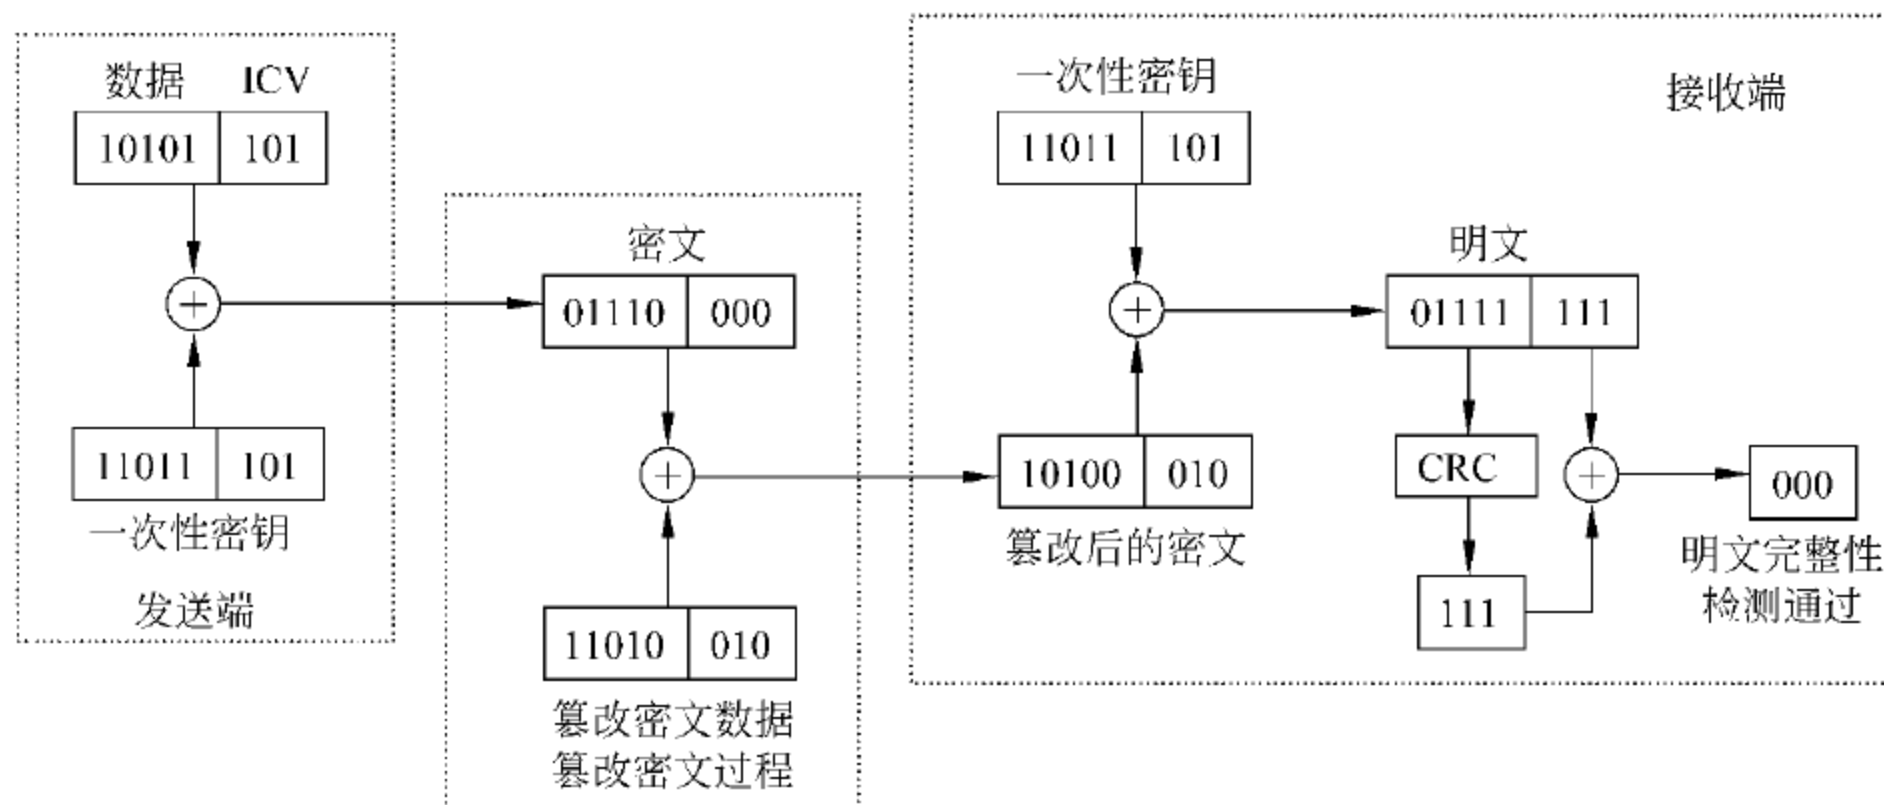 数据 ICV
10101 101
11011 101
一次性密钥
发送端
密文
01110 000
11010 010
篡改密文数据
篡改密文过程
接收端
一次性密钥
11011 101
10100 010
篡改后的密文
明文
01111 111
CRC
111
000
明文完整性
检测通过